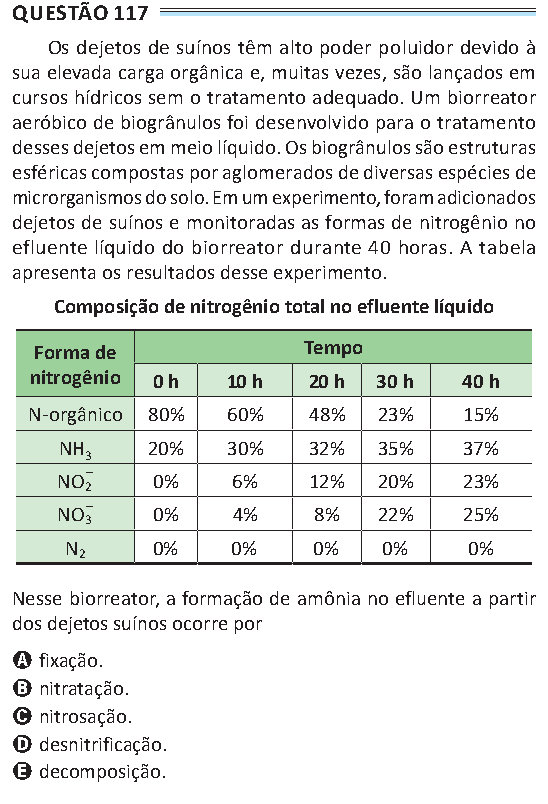 QUESTÃO 117
Os dejetos de suínos têm alto poder poluidor devido à
sua elevada carga orgânica e, muitas vezes, são lançados em
cursos hídricos sem o tratamento adequado. Um biorreator
aeróbico de biogrânulos foi desenvolvido para o tratamento
desses dejetos em meio líquido. Os biogrânulos são estruturas
esféricas compostas por aglomerados de diversas espécies de
microrganismos do solo. Em um experimento, foram adicionados
dejetos de suínos e monitoradas as formas de nitrogênio no
efluente líquido do biorreator durante 40 horas. A tabela
apresenta os resultados desse experimento.
Composição de nitrogênio total no efluente líquido
Forma de nitrogênio Tempo
0 h 10 h 20 h 30 h 40 h
N-orgânico 80% 60% 48% 23% 15%
NH₃ 20% 30% 32% 35% 37%
NO₂⁻ 0% 6% 12% 20% 23%
NO₃⁻ 0% 4% 8% 22% 25%
N₂ 0% 0% 0% 0% 0%
Nesse biorreator, a formação de amônia no efluente a partir
dos dejetos suínos ocorre por
A fixação.
B nitratação.
C nitrosação.
D desnitrificação.
E decomposição.